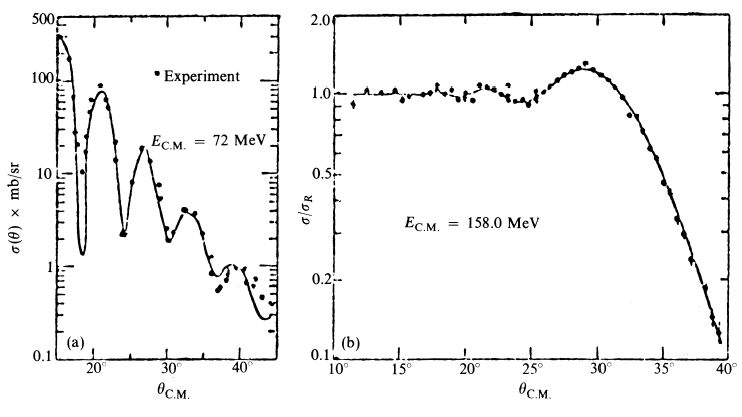 500
100
10
1
0.1
σ(θ) × mb/sr
Experiment
E_C.M. = 72 MeV
(a)
20°
30°
40°
θ_C.M.
2.0
1.0
0.5
0.2
0.1
σ/σ_R
E_C.M. = 158.0 MeV
(b)
10°
15°
20°
25°
30°
35°
40°
θ_C.M.